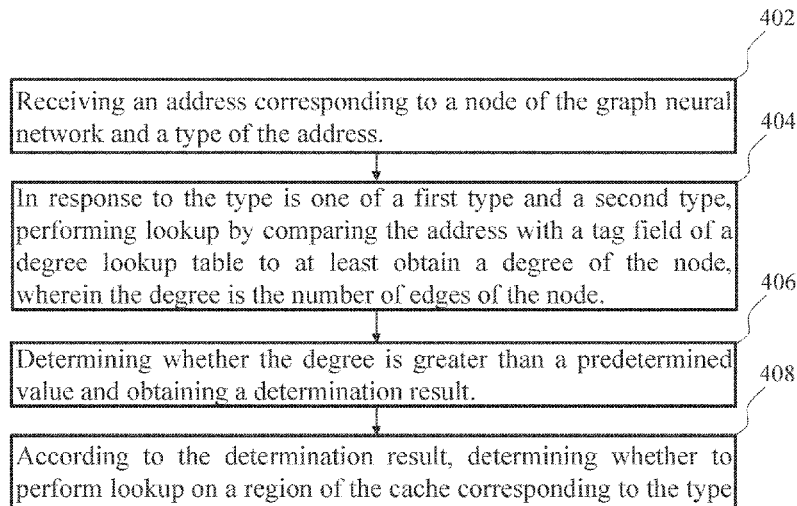 402
Receiving an address corresponding to a node of the graph neural
network and a type of the address.
404
In response to the type is one of a first type and a second type,
performing lookup by comparing the address with a tag field of a
degree lookup table to at least obtain a degree of the node,
wherein the degree is the number of edges of the node.
406
Determining whether the degree is greater than a predetermined
value and obtaining a determination result.
408
According to the determination result, determining whether to
perform lookup on a region of the cache corresponding to the type